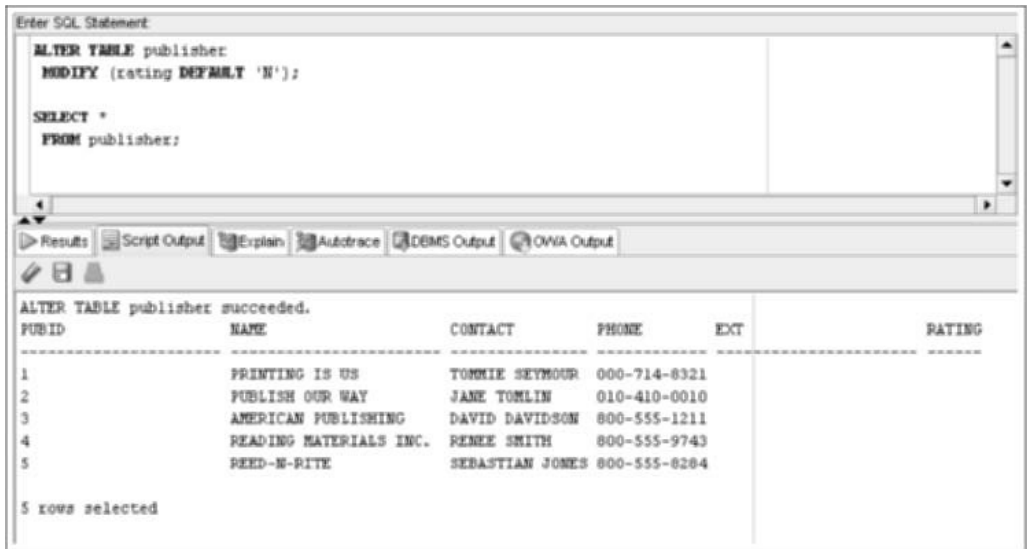 Enter SQL Statement:
ALTER TABLE publisher
MODIFY (rating DEFAULT 'N');
SELECT *
FROM publisher;
Results Script Output Explain Autotrace DBMS Output OWA Output
ALTER TABLE publisher succeeded.
PUBID NAME CONTACT PHONE EXT RATING
---------------------- ----------------------- --------------- ------------ ---------------------- ------
1 PRINTING IS US TOMMIE SEYMOUR 000-714-8321
2 PUBLISH OUR WAY JANE TOMLIN 010-410-0010
3 AMERICAN PUBLISHING DAVID DAVIDSON 800-555-1211
4 READING MATERIALS INC. RENEE SMITH 800-555-9743
5 REED-N-RITE SEBASTIAN JONES 800-555-8284
5 rows selected